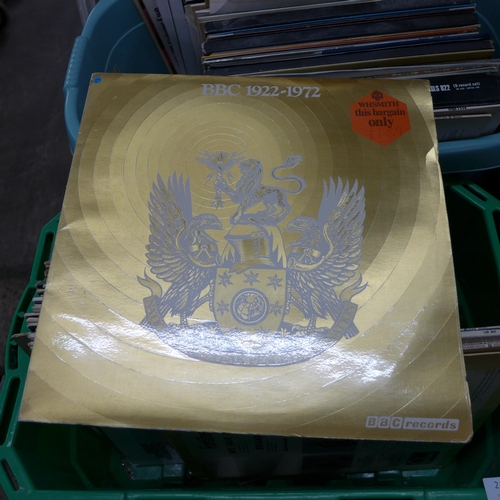 BBC 1922-1972
WHSMITH
this bargain
only
BBC records